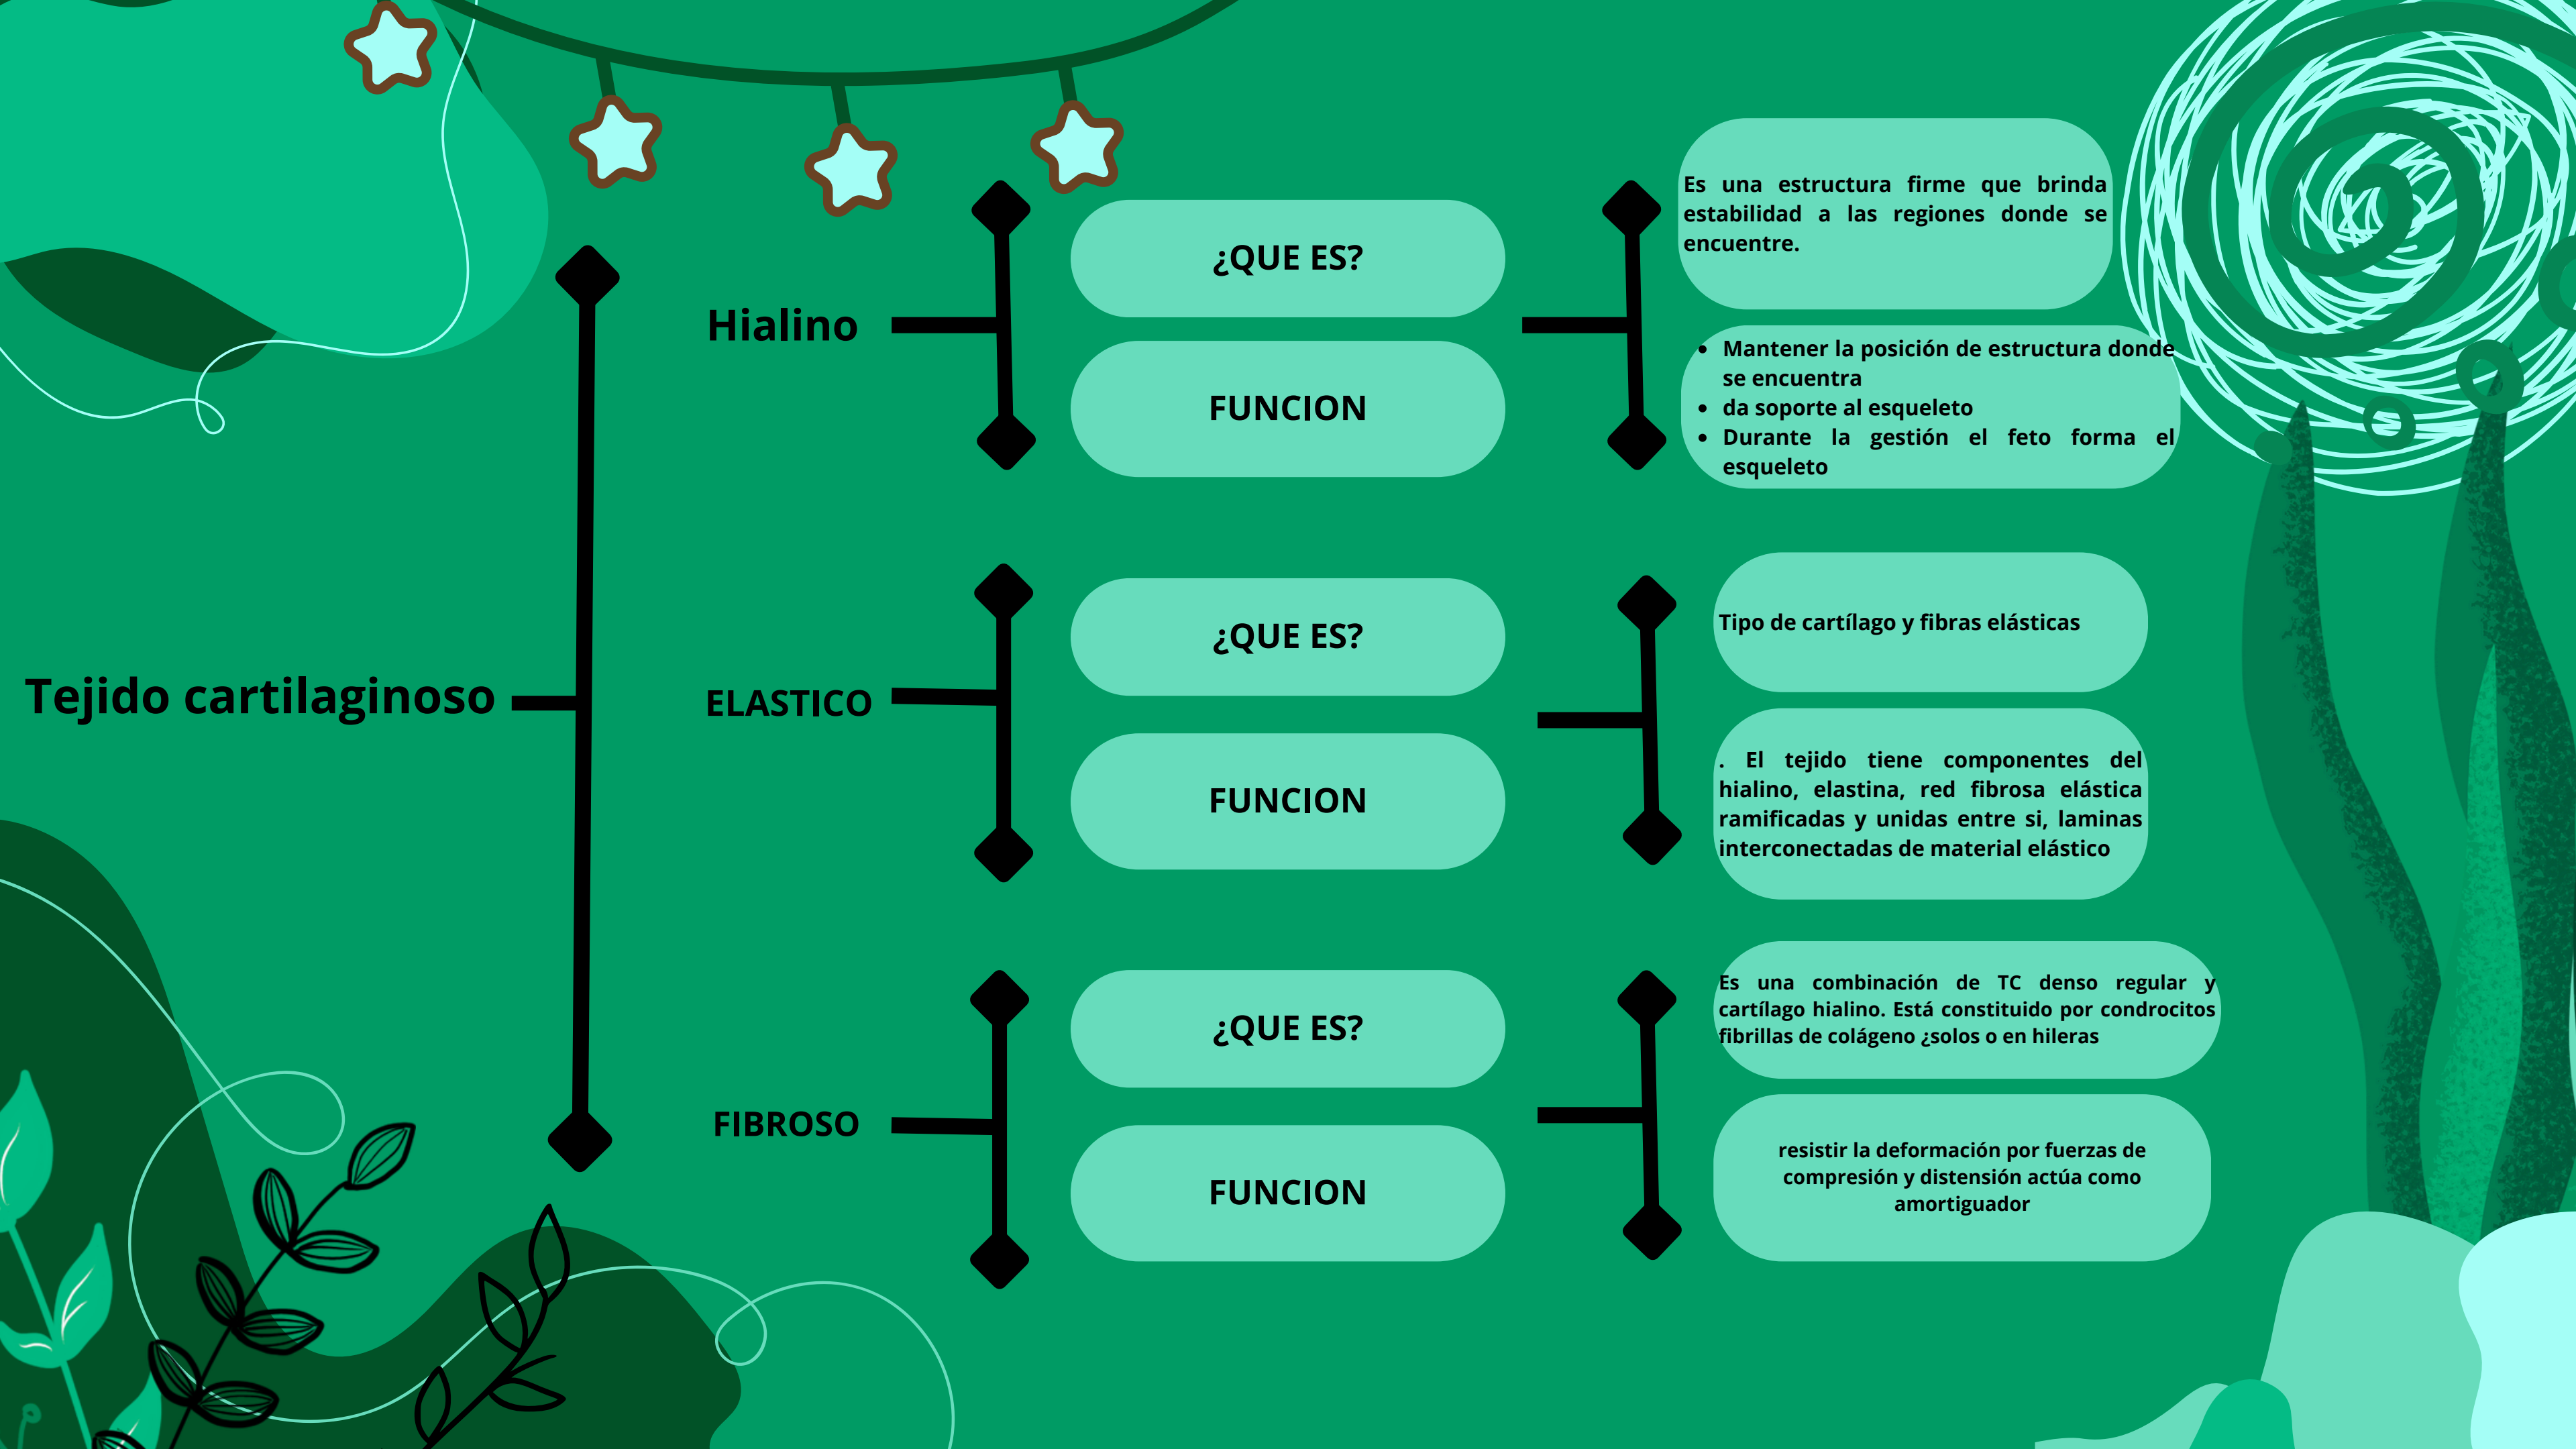 Tejido cartilaginoso
Hialino
¿QUE ES?
FUNCION
Es una estructura firme que brinda
estabilidad a las regiones donde se
encuentre.
• Mantener la posición de estructura donde
se encuentra
• da soporte al esqueleto
• Durante la gestión el feto forma el
esqueleto
ELASTICO
¿QUE ES?
FUNCION
Tipo de cartílago y fibras elásticas
. El tejido tiene componentes del
hialino, elastina, red fibrosa elástica
ramificadas y unidas entre si, laminas
interconectadas de material elástico
FIBROSO
¿QUE ES?
FUNCION
Es una combinación de TC denso regular y
cartílago hialino. Está constituido por condrocitos
fibrillas de colágeno ¿solos o en hileras
resistir la deformación por fuerzas de
compresión y distensión actúa como
amortiguador